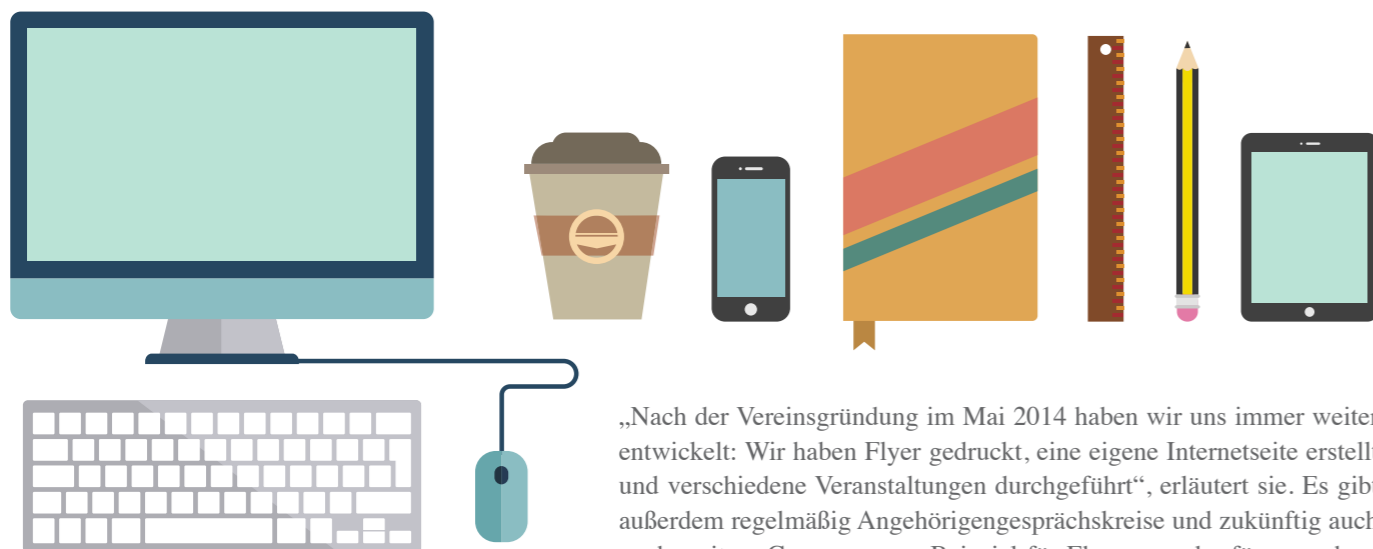 „Nach der Vereinsgründung im Mai 2014 haben wir uns immer weiter
entwickelt: Wir haben Flyer gedruckt, eine eigene Internetseite erstellt
und verschiedene Veranstaltungen durchgeführt“, erläutert sie. Es gibt
außerdem regelmäßig Angehörigengesprächskreise und zukünftig auch